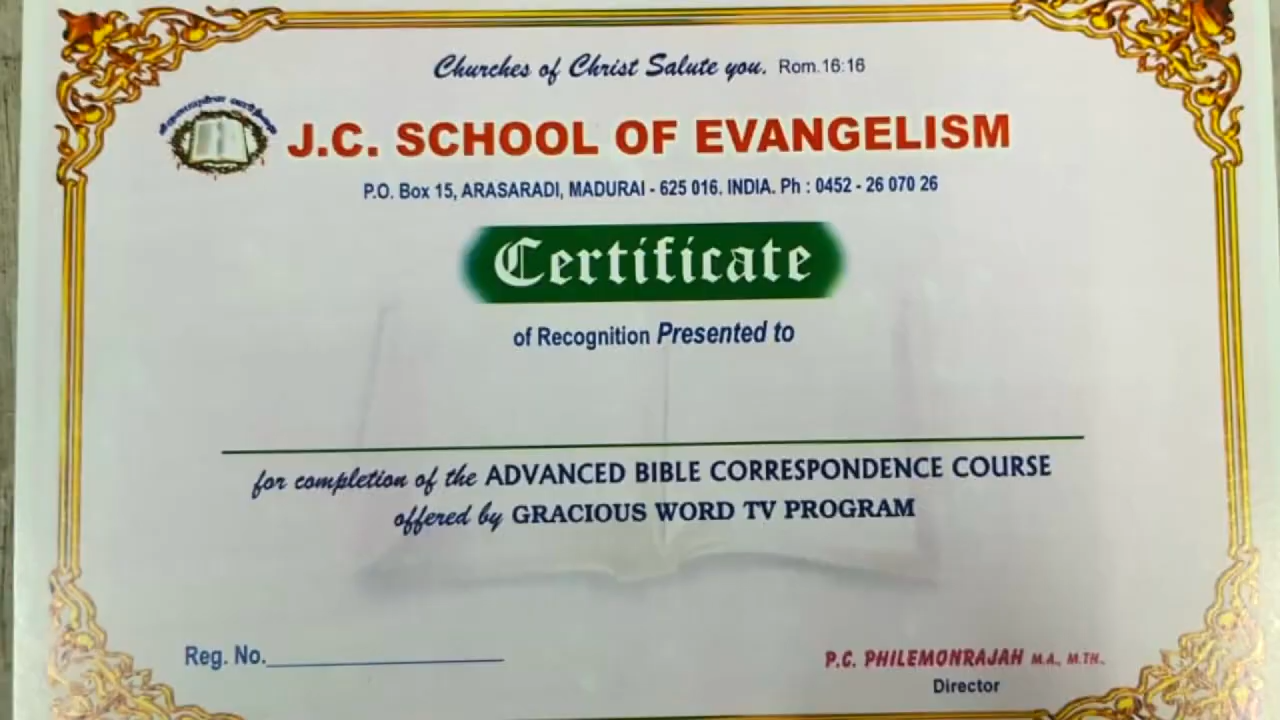 Churches of Christ Salute you. Rom.16:16
J.C. SCHOOL OF EVANGELISM
P.O. Box 15, ARASARADI, MADURAI - 625 016. INDIA. Ph : 0452 - 26 070 26
Certificate
of Recognition Presented to
for completion of the ADVANCED BIBLE CORRESPONDENCE COURSE
offered by GRACIOUS WORD TV PROGRAM
Reg. No.
P.C. PHILEMONRAJAH M.A., M.TH.,
Director